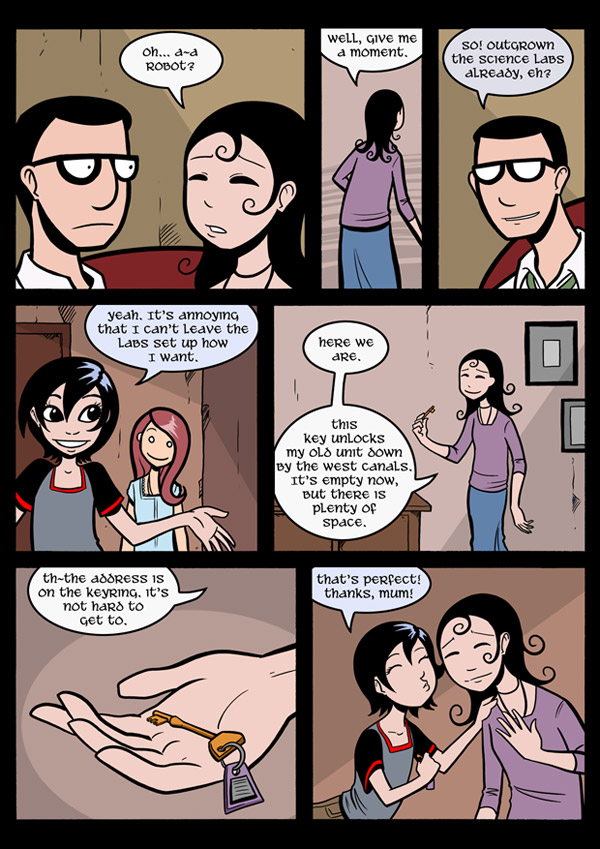 oh... a-a
robot?
well, give me
a moment.
so! outgrown
the science labs
already, eh?
yeah. It's annoying
that I can't leave the
labs set up how
I want.
here we
are.
this
key unlocks
my old unit down
by the west canals.
It's empty now,
but there is
plenty of
space.
th-the address is
on the keyring. it's
not hard to
get to.
that's perfect!
thanks, mum!